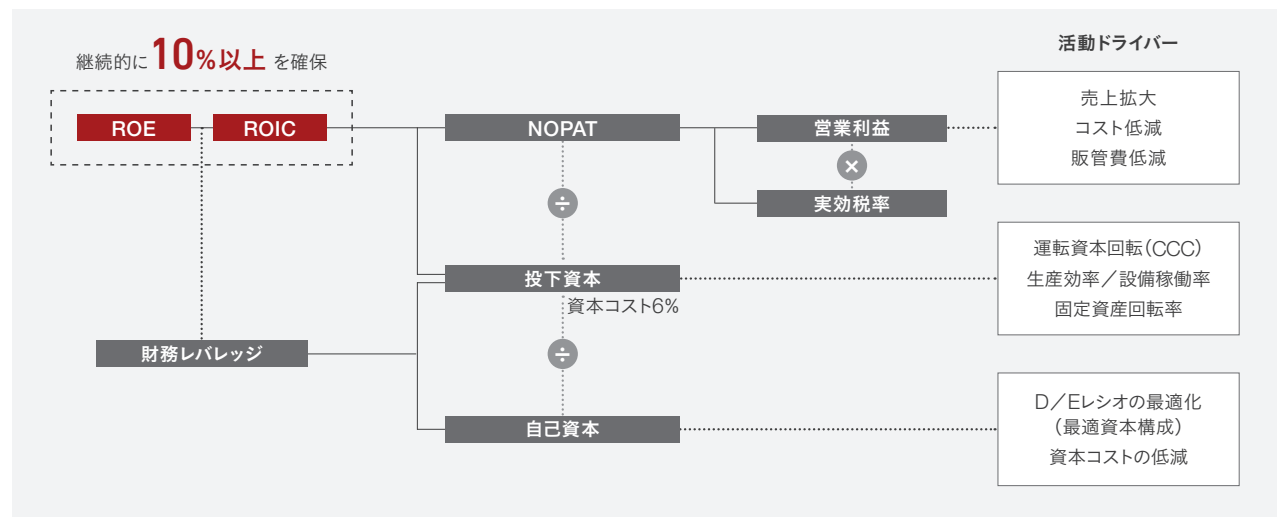 継続的に10%以上 を確保
ROE
ROIC
財務レバレッジ
NOPAT
÷
投下資本
資本コスト6%
÷
自己資本
営業利益
×
実効税率
活動ドライバー
売上拡大
コスト低減
販管費低減
運転資本回転(CCC)
生産効率/設備稼働率
固定資産回転率
D/Eレシオの最適化
(最適資本構成)
資本コストの低減